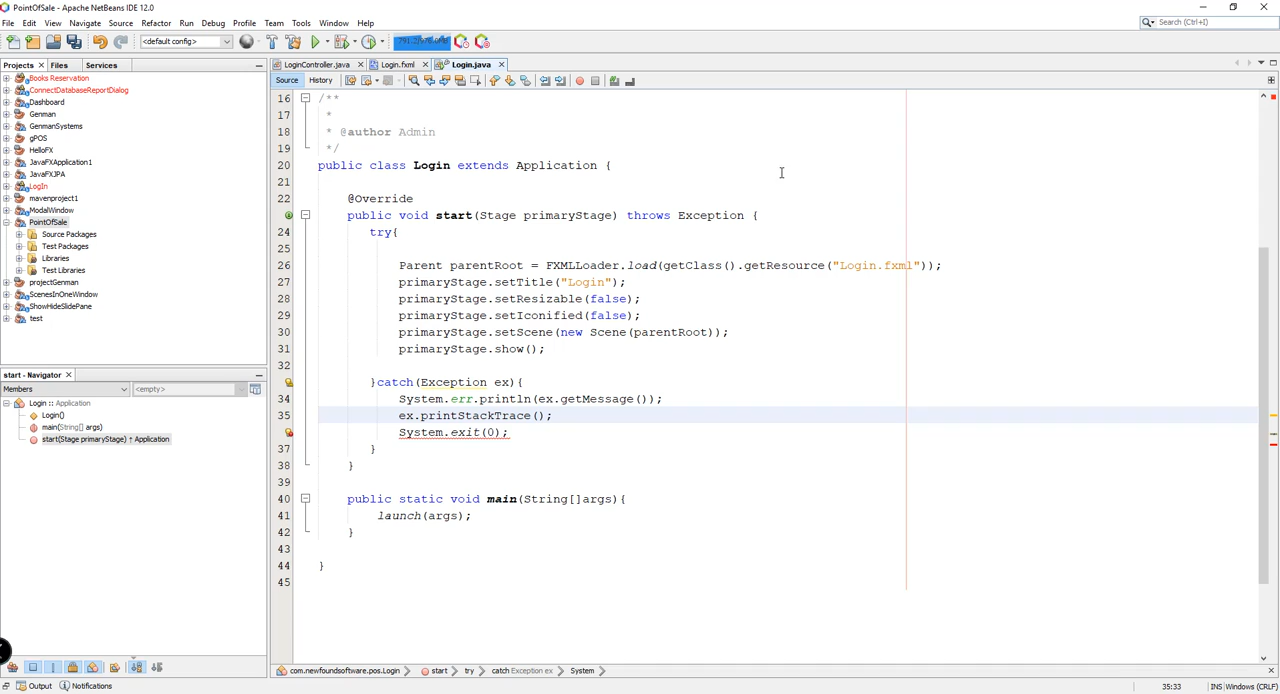 PointOfSale - Apache NetBeans IDE 12.0
File Edit View Navigate Source Refactor Run Debug Profile Team Tools Window Help
Search (Ctrl+I)
<default config>
Projects Files Services
LoginController.java Login.fxml Login.java
Source History
Books Reservation
ConnectDatabaseReportDialog
Dashboard
Genman
GenmanSystems
gPOS
HelloFX
JavaFXApplication1
JavaFXJPA
LogIn
mavenproject1
ModalWindow
PointOfSale
Source Packages
Test Packages
Libraries
Test Libraries
projectGenman
ScenesInOneWindow
ShowHideSlidePane
test
start - Navigator
Members <empty>
Login :: Application
Login()
main(String[] args)
start(Stage primaryStage) ↑ Application
16 /**
17 *
18 * @author Admin
19 */
20 public class Login extends Application {
21
22 @Override
public void start(Stage primaryStage) throws Exception {
24 try{
25
26 Parent parentRoot = FXMLLoader.load(getClass().getResource("Login.fxml"));
27 primaryStage.setTitle("Login");
28 primaryStage.setResizable(false);
29 primaryStage.setIconified(false);
30 primaryStage.setScene(new Scene(parentRoot));
31 primaryStage.show();
32
}catch(Exception ex){
34 System.err.println(ex.getMessage());
35 ex.printStackTrace();
System.exit(0);
37 }
38 }
39
40 public static void main(String[]args){
41 launch(args);
42 }
43
44 }
45
com.newfoundsoftware.pos.Login start try catch Exception ex System
Output Notifications
35:33 INS Windows (CRLF)